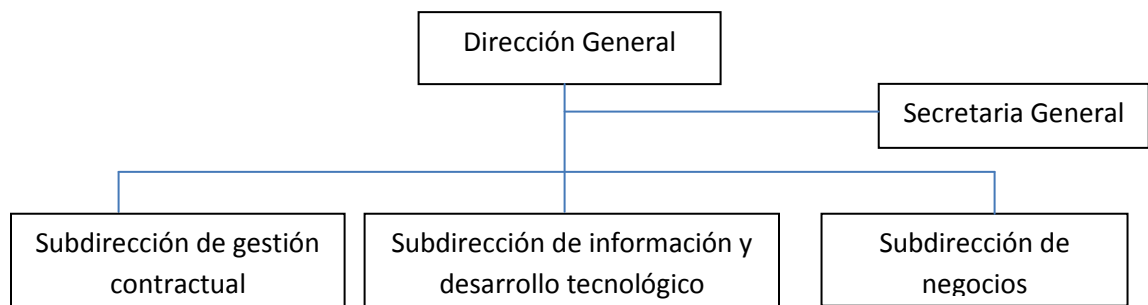 Dirección General
Secretaria General
Subdirección de gestión
contractual
Subdirección de información y
desarrollo tecnológico
Subdirección de
negocios